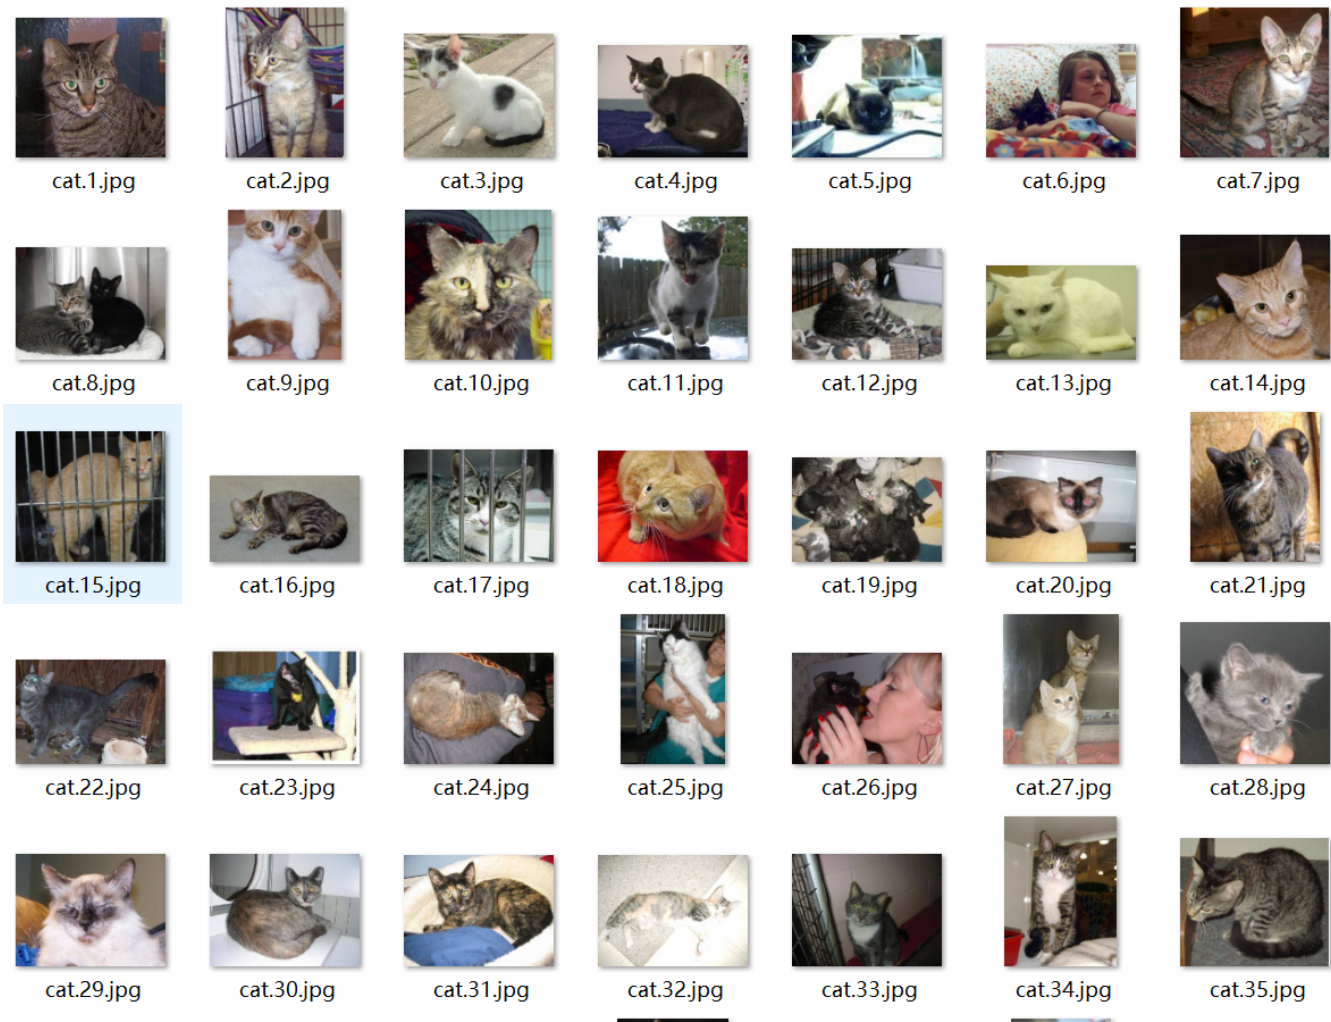 cat.1.jpg cat.2.jpg cat.3.jpg cat.4.jpg cat.5.jpg cat.6.jpg cat.7.jpg
cat.8.jpg cat.9.jpg cat.10.jpg cat.11.jpg cat.12.jpg cat.13.jpg cat.14.jpg
cat.15.jpg cat.16.jpg cat.17.jpg cat.18.jpg cat.19.jpg cat.20.jpg cat.21.jpg
cat.22.jpg cat.23.jpg cat.24.jpg cat.25.jpg cat.26.jpg cat.27.jpg cat.28.jpg
cat.29.jpg cat.30.jpg cat.31.jpg cat.32.jpg cat.33.jpg cat.34.jpg cat.35.jpg